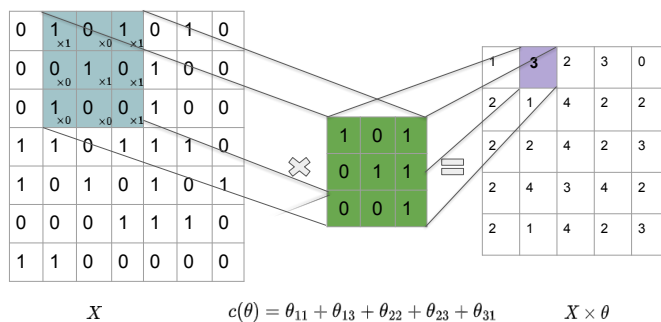 0 1 ×1 0 ×0 1 ×1 0 1 0
0 0 ×0 1 ×1 0 ×1 1 0 0
0 1 ×0 0 ×0 0 ×1 1 0 0
1 1 0 1 1 1 0
1 0 1 0 1 0 1
0 0 0 1 1 1 0
1 1 0 0 0 0 0
×
1 0 1
0 1 1
0 0 1
=
1 3 2 3 0
2 1 4 2 2
2 2 4 2 3
2 4 3 4 2
2 1 4 2 3
X
c(θ) = θ₁₁ + θ₁₃ + θ₂₂ + θ₂₃ + θ₃₁
X × θ